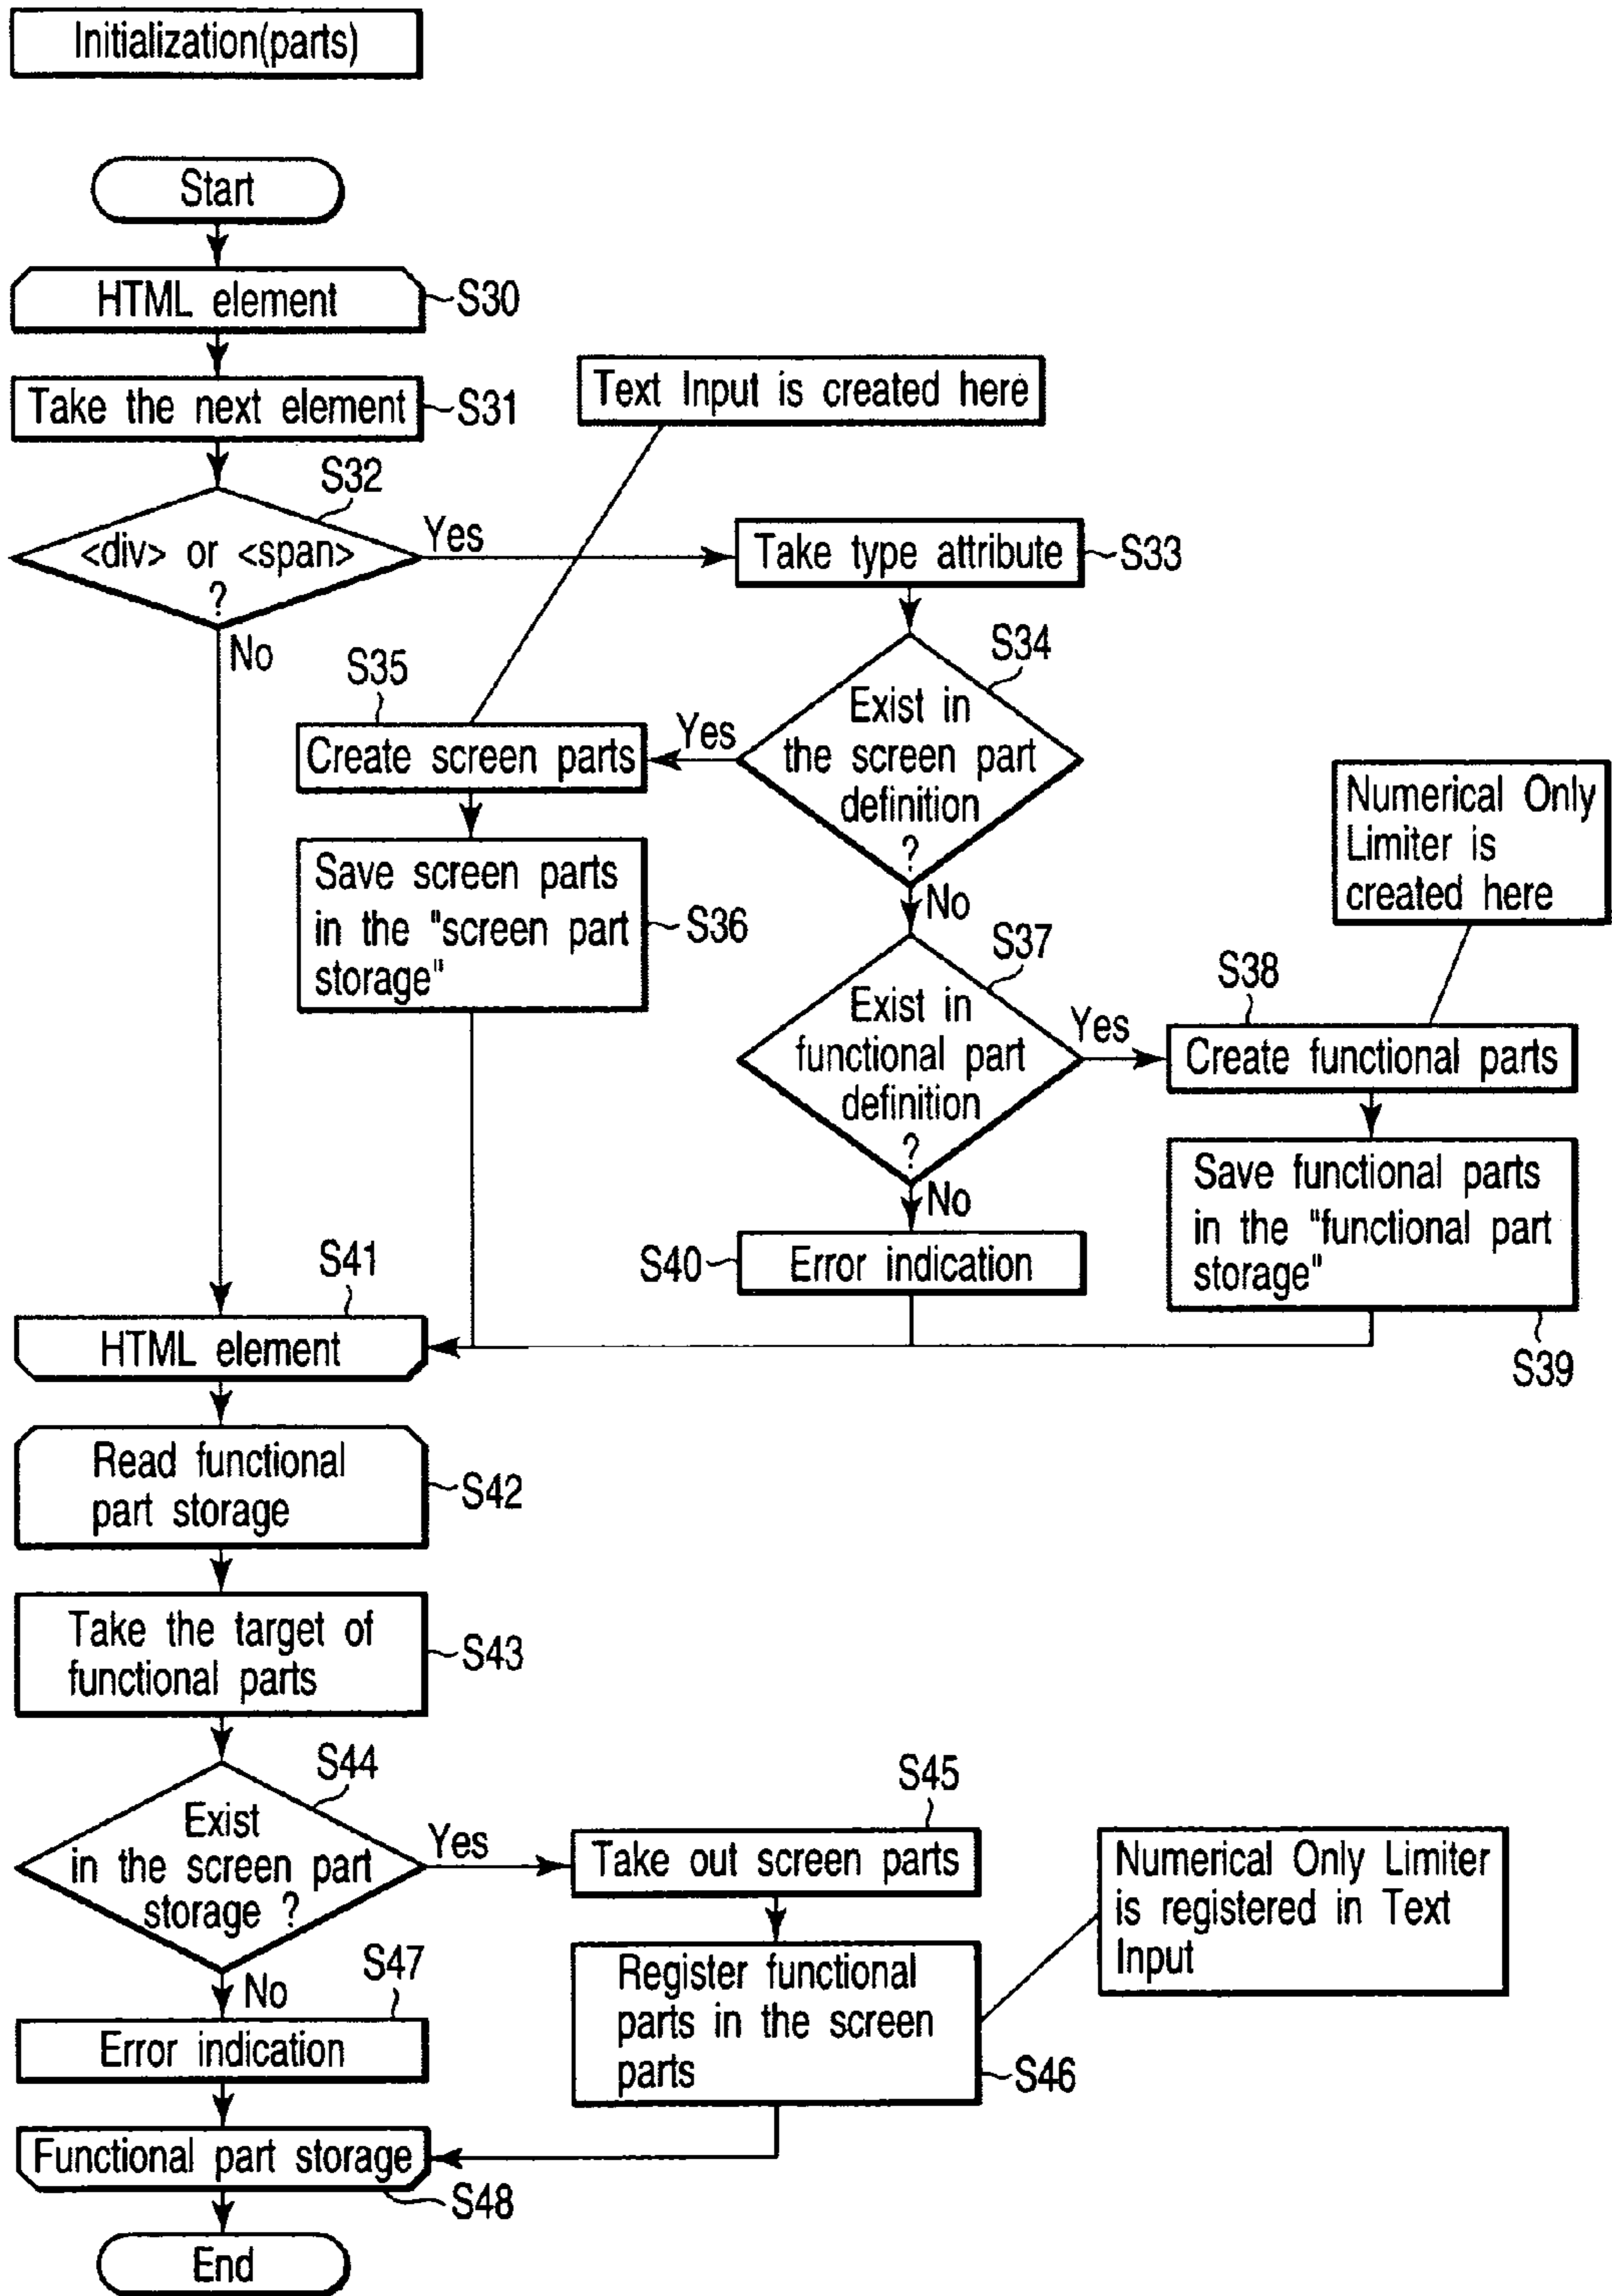 Initialization(parts)
Start
HTML element
S30
Take the next element
S31
Text Input is created here
S32
<div> or <span>
?
Yes
No
Take type attribute
S33
S34
Exist in
the screen part
definition
?
Yes
No
S35
Create screen parts
Save screen parts
in the "screen part
storage"
S36
S37
Exist in
functional part
definition
?
Yes
No
Numerical Only
Limiter is
created here
S38
Create functional parts
Save functional parts
in the "functional part
storage"
S39
S40
Error indication
S41
HTML element
Read functional
part storage
S42
Take the target of
functional parts
S43
S44
Exist
in the screen part
storage ?
Yes
No
S45
Take out screen parts
Register functional
parts in the screen
parts
S46
Numerical Only Limiter
is registered in Text
Input
S47
Error indication
Functional part storage
S48
End